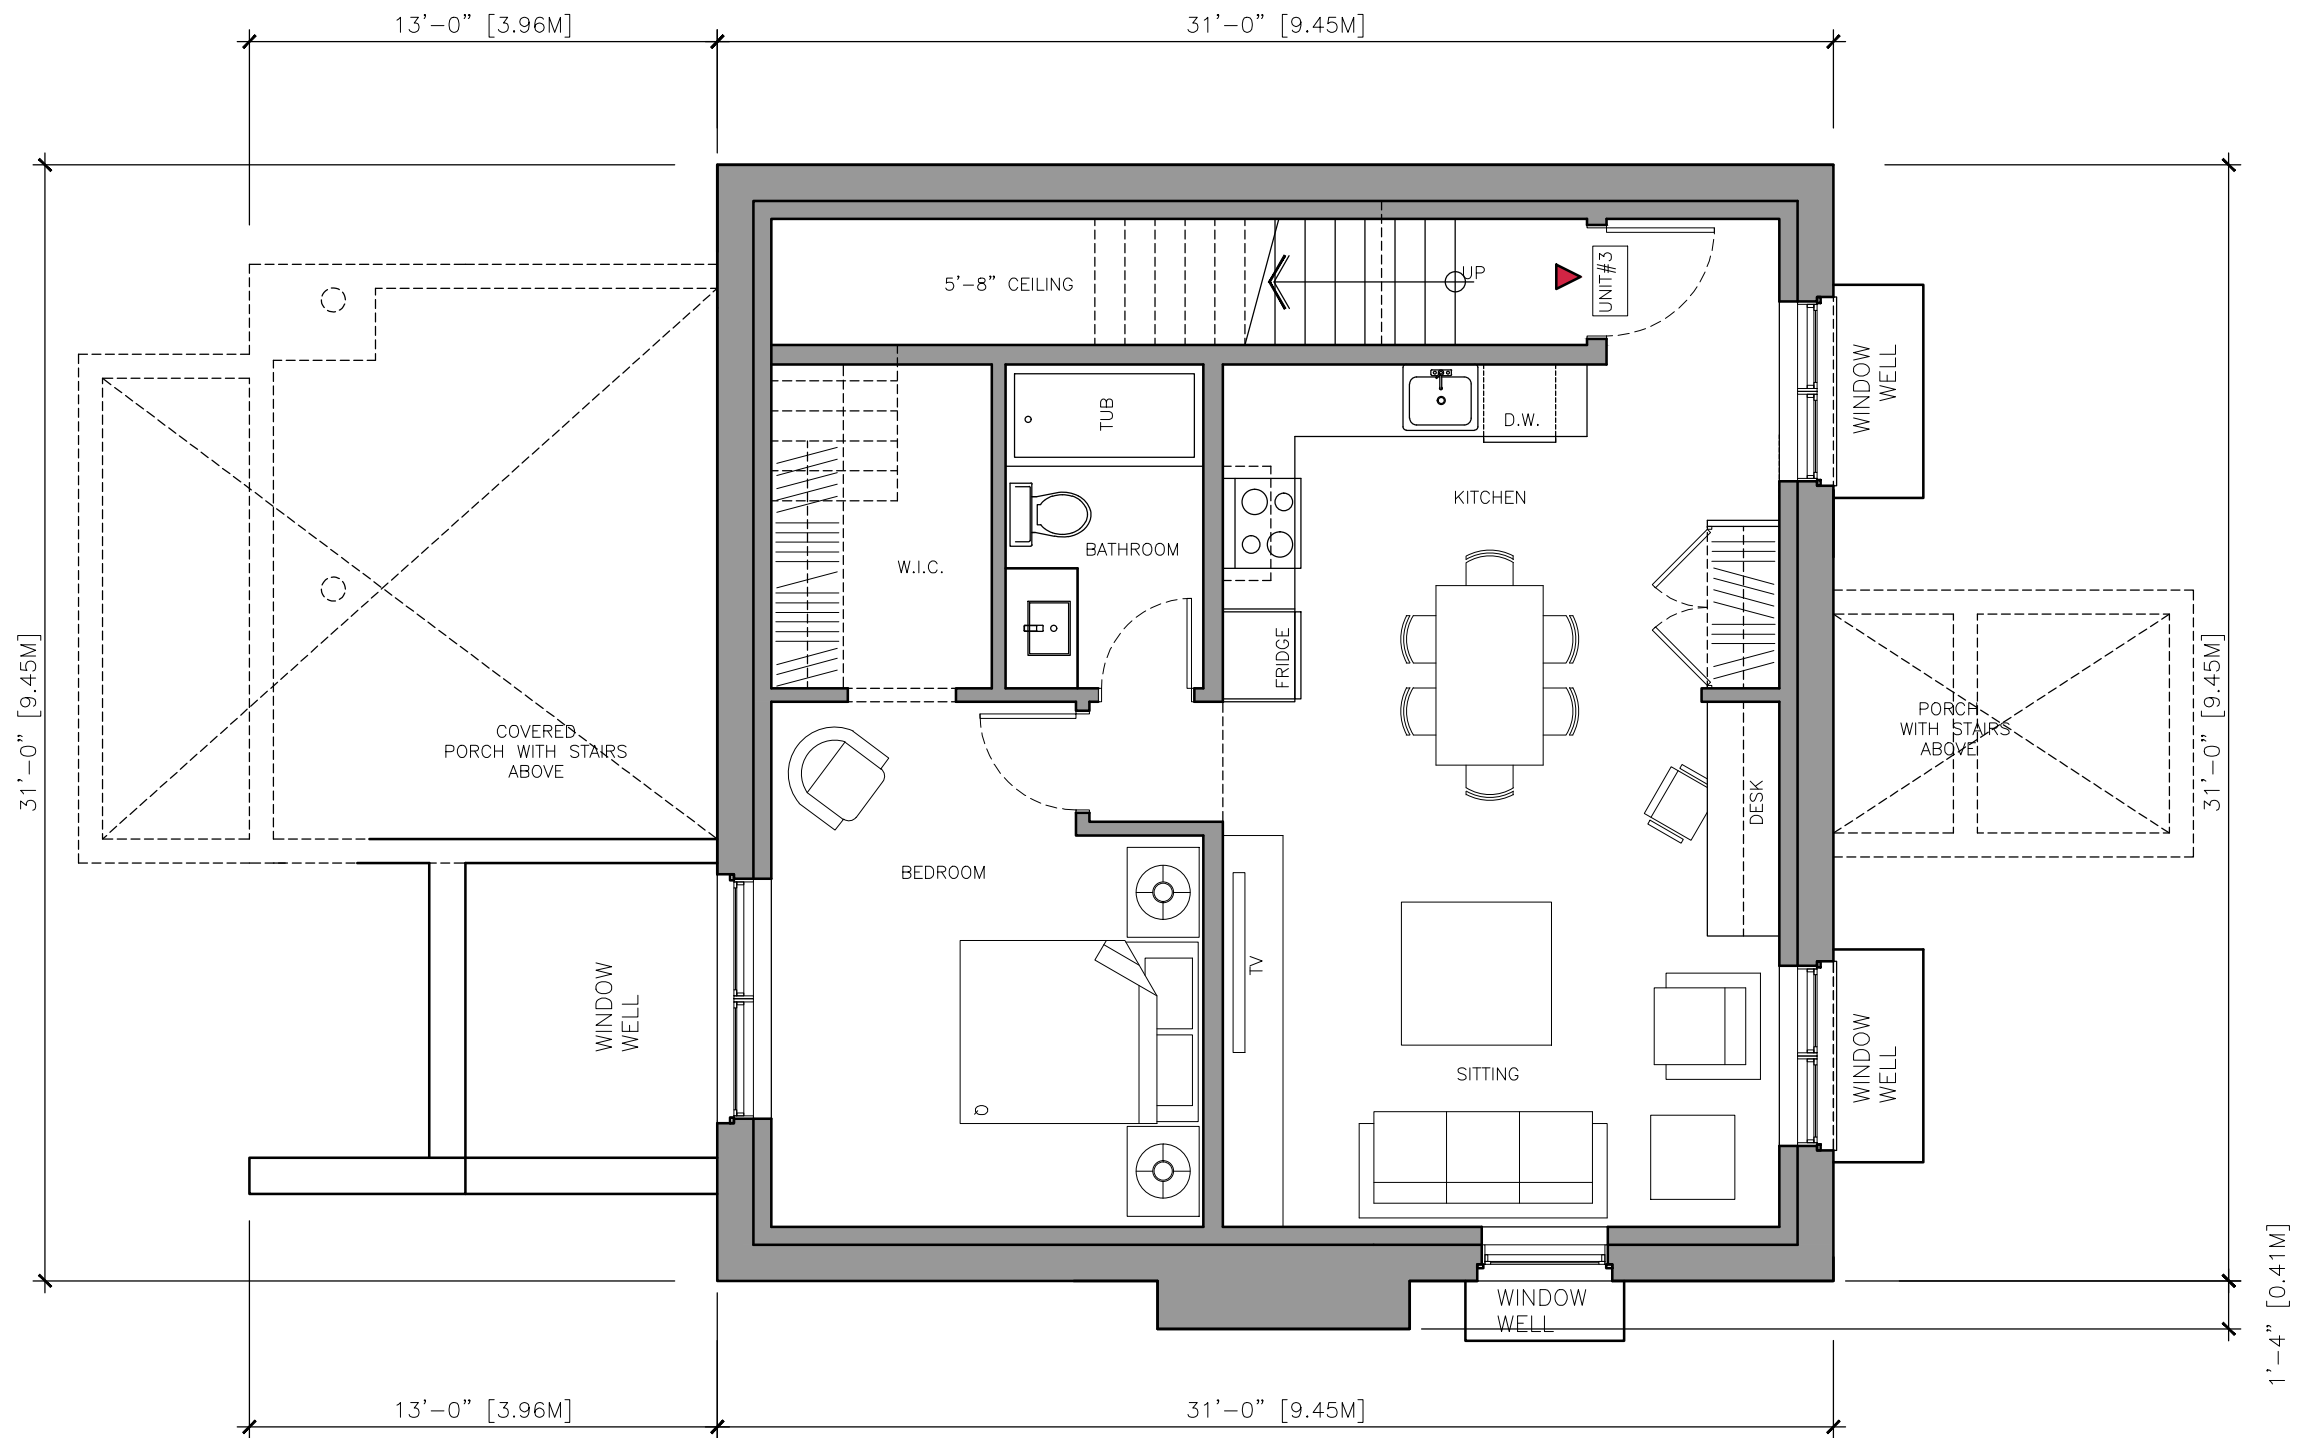 13'-0" [3.96M]
31'-0" [9.45M]
5'-8" CEILING
UP
UNIT#3
WINDOW
WELL
TUB
D.W.
KITCHEN
BATHROOM
W.I.C.
FRIDGE
31'-0" [9.45M]
COVERED
PORCH WITH STAIRS
ABOVE
PORCH
WITH STAIRS
ABOVE
31'-0" [9.45M]
DESK
BEDROOM
TV
WINDOW
WELL
SITTING
WINDOW
WELL
WINDOW
WELL
1'-4" [0.41M]
13'-0" [3.96M]
31'-0" [9.45M]